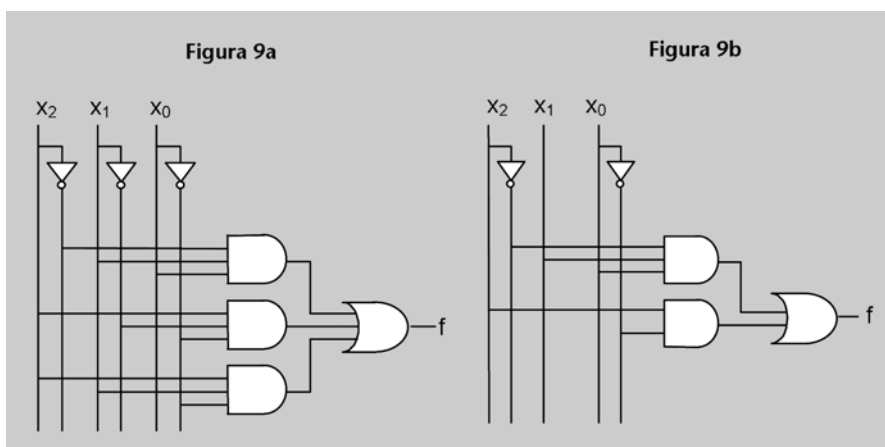 Figura 9a
x₂ x₁ x₀
f
Figura 9b
x₂ x₁ x₀
f